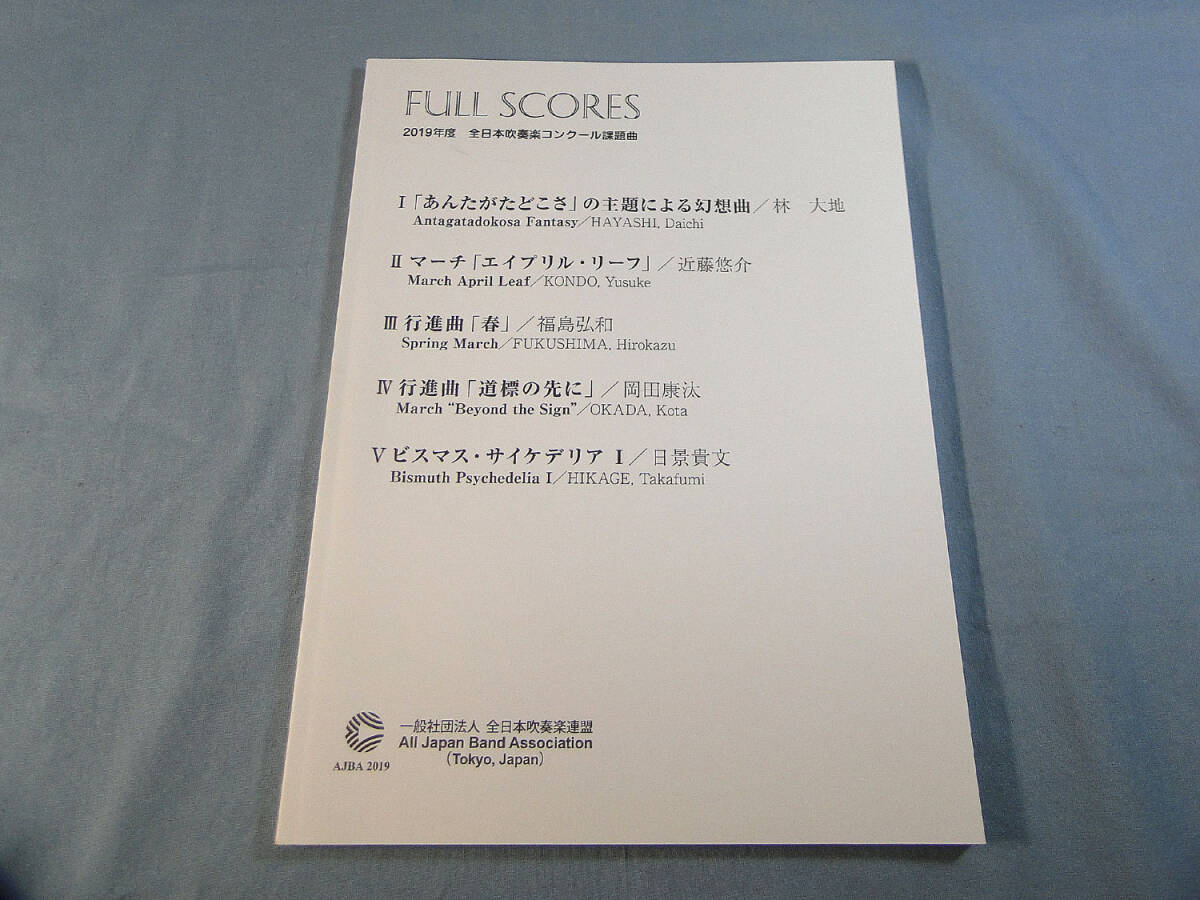 FULL SCORES
2019年度 全日本吹奏楽コンクール課題曲
Ⅰ「あんたがたどこさ」の主題による幻想曲／林 大地
Antagatadokosa Fantasy／HAYASHI, Daichi
Ⅱ マーチ「エイプリル・リーフ」／近藤悠介
March April Leaf／KONDO, Yusuke
Ⅲ 行進曲「春」／福島弘和
Spring March／FUKUSHIMA, Hirokazu
Ⅳ 行進曲「道標の先に」／岡田康汰
March “Beyond the Sign”／OKADA, Kota
Ⅴ ビスマス・サイケデリア Ⅰ／日景貴文
Bismuth Psychedelia I／HIKAGE, Takafumi
一般社団法人 全日本吹奏楽連盟
All Japan Band Association
(Tokyo, Japan)
AJBA 2019